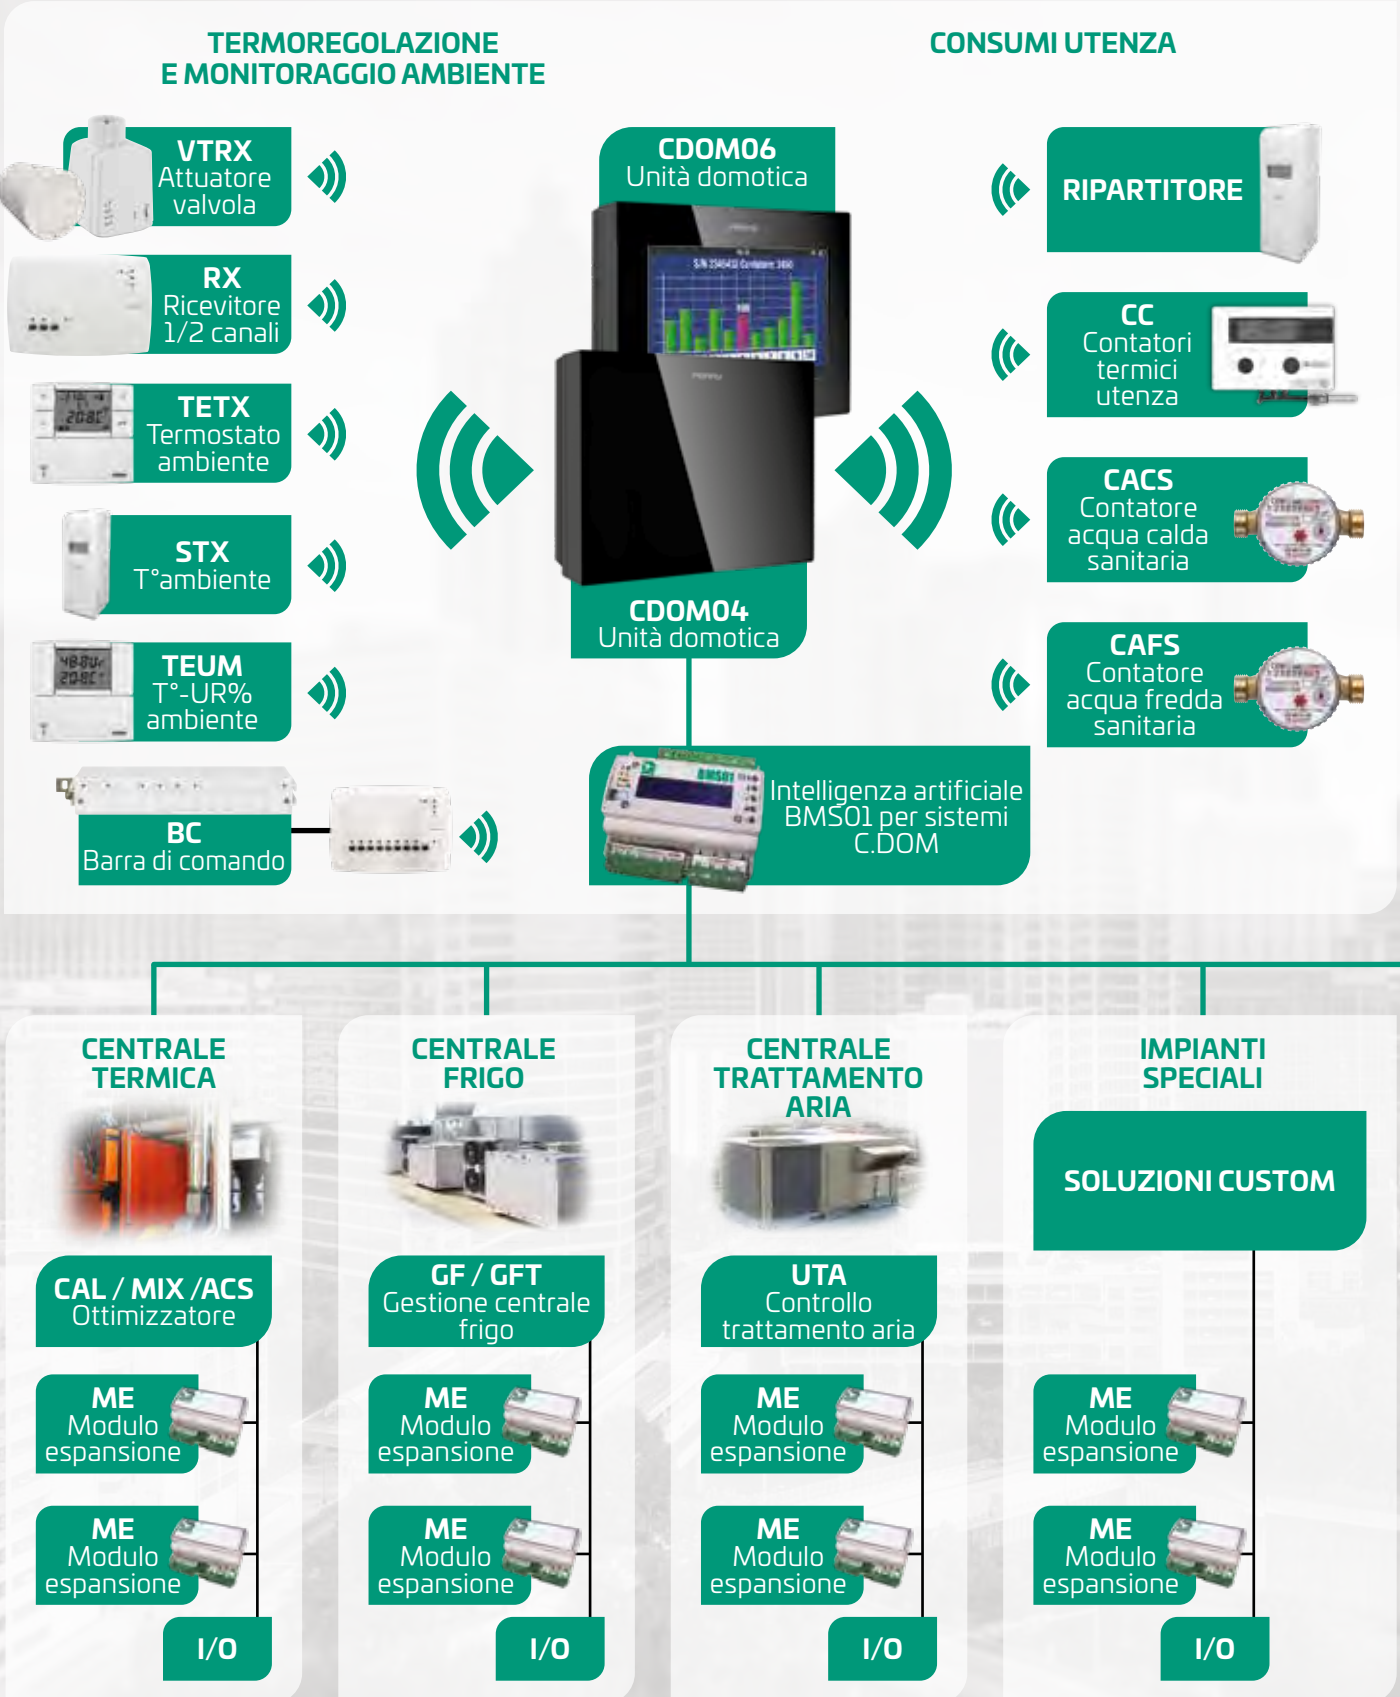 TERMOREGOLAZIONE
E MONITORAGGIO AMBIENTE
CONSUMI UTENZA
VTRX
Attuatore
valvola
RX
Ricevitore
1/2 canali
TETX
Termostato
ambiente
STX
T°ambiente
TEUM
T°-UR%
ambiente
BC
Barra di comando
CDOM06
Unità domotica
CDOM04
Unità domotica
BMS01
Intelligenza artificiale
BMS01 per sistemi
C.DOM
RIPARTITORE
CC
Contatori
termici
utenza
CACS
Contatore
acqua calda
sanitaria
CAFS
Contatore
acqua fredda
sanitaria
CENTRALE
TERMICA
CAL / MIX /ACS
Ottimizzatore
ME
Modulo
espansione
ME
Modulo
espansione
I/O
CENTRALE
FRIGO
GF / GFT
Gestione centrale
frigo
ME
Modulo
espansione
ME
Modulo
espansione
I/O
CENTRALE
TRATTAMENTO
ARIA
UTA
Controllo
trattamento aria
ME
Modulo
espansione
ME
Modulo
espansione
I/O
IMPIANTI
SPECIALI
SOLUZIONI CUSTOM
ME
Modulo
espansione
ME
Modulo
espansione
I/O